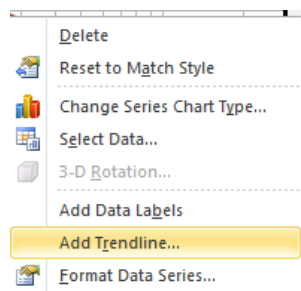 Delete
Reset to Match Style
Change Series Chart Type...
Select Data...
3-D Rotation...
Add Data Labels
Add Trendline...
Format Data Series...